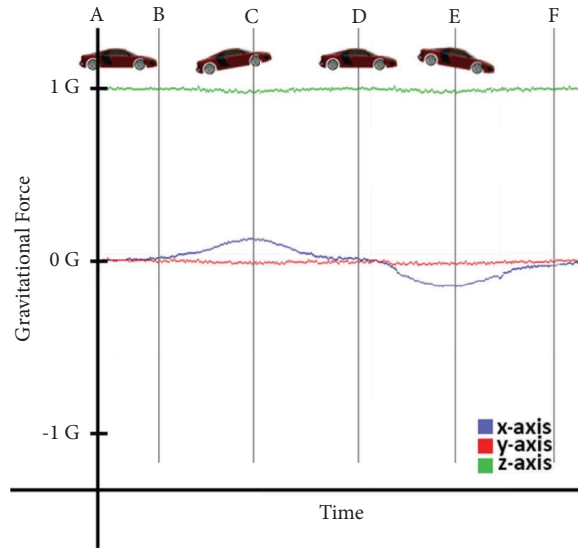 A B C D E F
1 G
0 G
-1 G
Gravitational Force
x-axis
y-axis
z-axis
Time